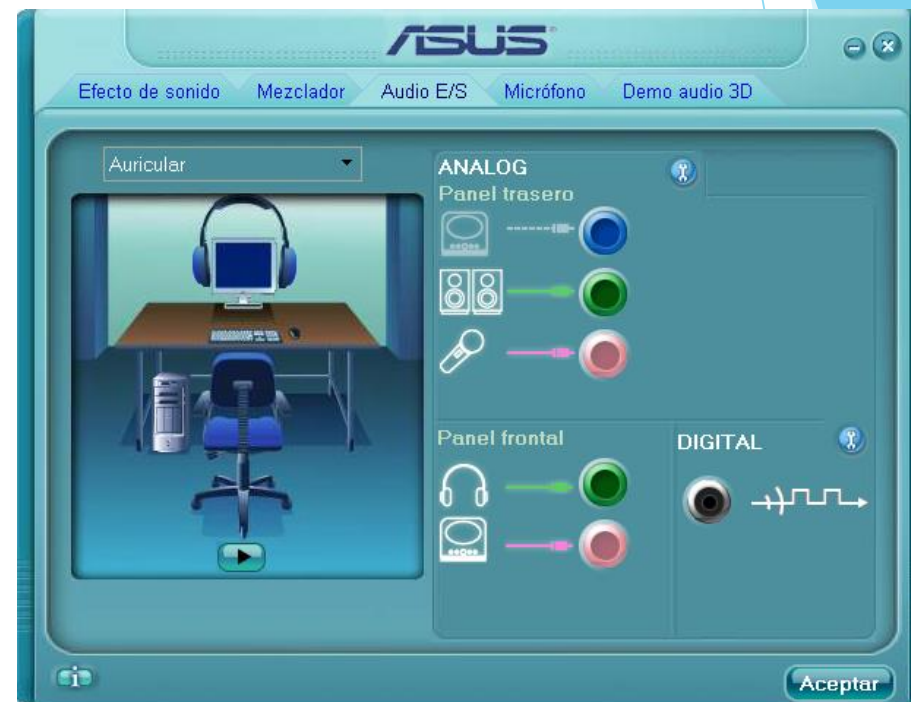 ASUS
Efecto de sonido Mezclador Audio E/S Micrófono Demo audio 3D
Auricular
ANALOG
Panel trasero
Panel frontal
DIGITAL
i
Aceptar